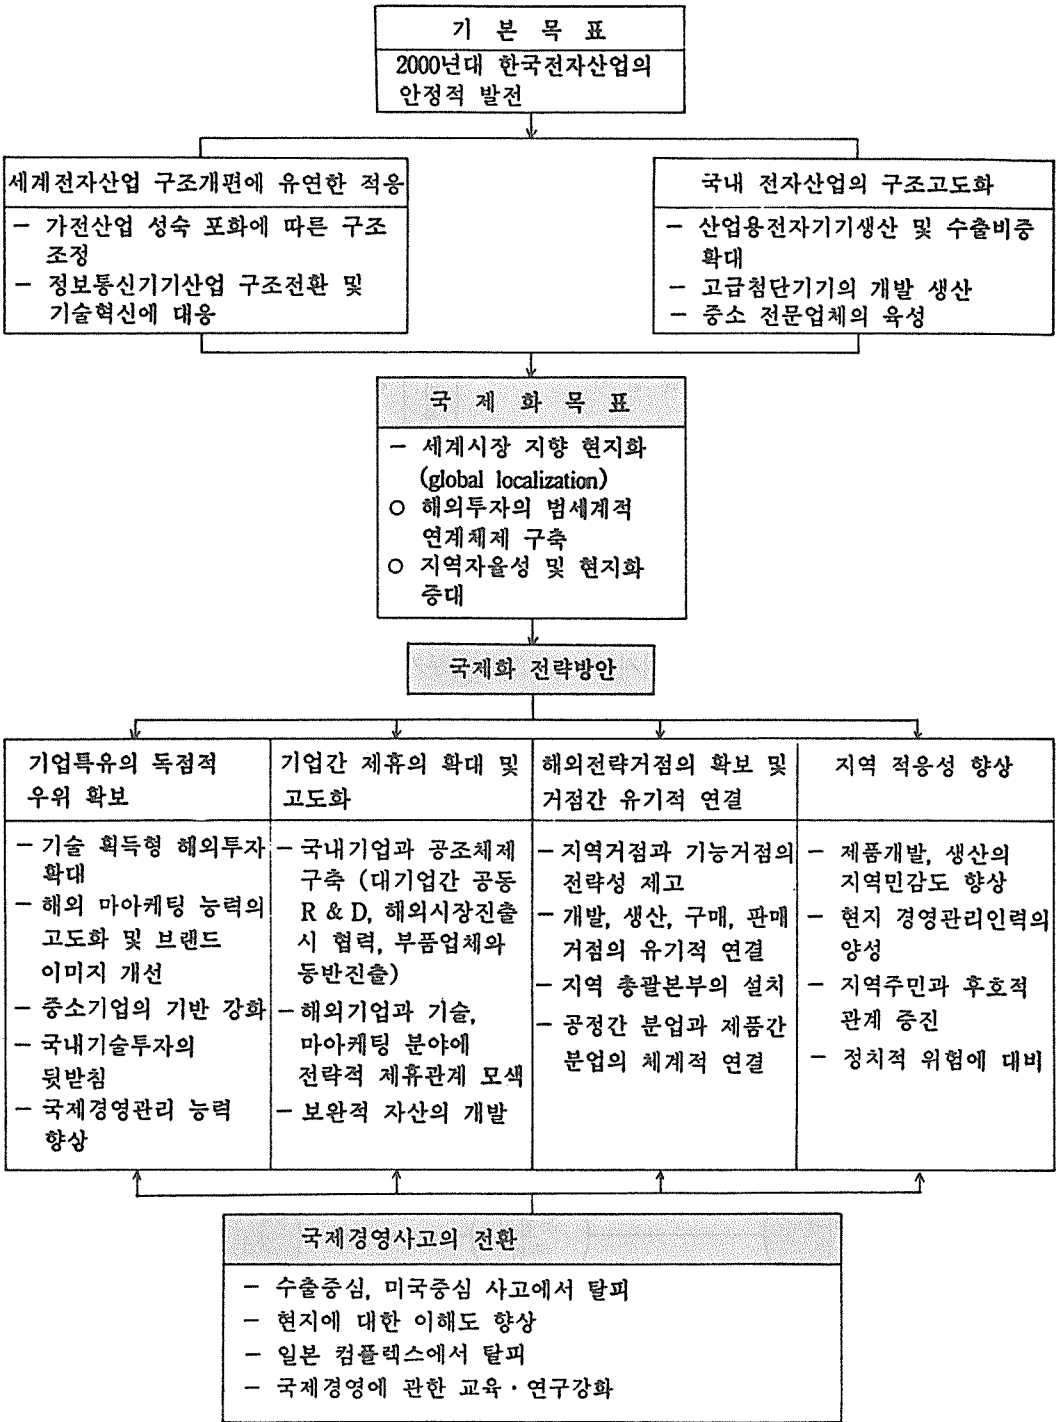 기 본 목 표
2000년대 한국전자산업의
안정적 발전
세계전자산업 구조개편에 유연한 적응
- 가전산업 성숙 포화에 따른 구조
조정
- 정보통신기기산업 구조전환 및
기술혁신에 대응
국내 전자산업의 구조고도화
- 산업용전자기기생산 및 수출비중
확대
- 고급첨단기기의 개발 생산
- 중소 전문업체의 육성
국 제 화 목 표
- 세계시장 지향 현지화
(global localization)
○ 해외투자의 범세계적
연계체제 구축
○ 지역자율성 및 현지화
증대
국제화 전략방안
기업특유의 독점적
우위 확보
- 기술 획득형 해외투자
확대
- 해외 마아케팅 능력의
고도화 및 브랜드
이미지 개선
- 중소기업의 기반 강화
- 국내기술투자의
뒷받침
- 국제경영관리 능력
향상
기업간 제휴의 확대 및
고도화
- 국내기업과 공조체제
구축 (대기업간 공동
R & D, 해외시장진출
시 협력, 부품업체와
동반진출)
- 해외기업과 기술,
마아케팅 분야에
전략적 제휴관계 모색
- 보완적 자산의 개발
해외전략거점의 확보 및
거점간 유기적 연결
- 지역거점과 기능거점의
전략성 제고
- 개발, 생산, 구매, 판매
거점의 유기적 연결
- 지역 총괄본부의 설치
- 공정간 분업과 제품간
분업의 체계적 연결
지역 적응성 향상
- 제품개발, 생산의
지역민감도 향상
- 현지 경영관리인력의
양성
- 지역주민과 후호적
관계 증진
- 정치적 위험에 대비
국제경영사고의 전환
- 수출중심, 미국중심 사고에서 탈피
- 현지에 대한 이해도 향상
- 일본 컴플렉스에서 탈피
- 국제경영에 관한 교육·연구강화